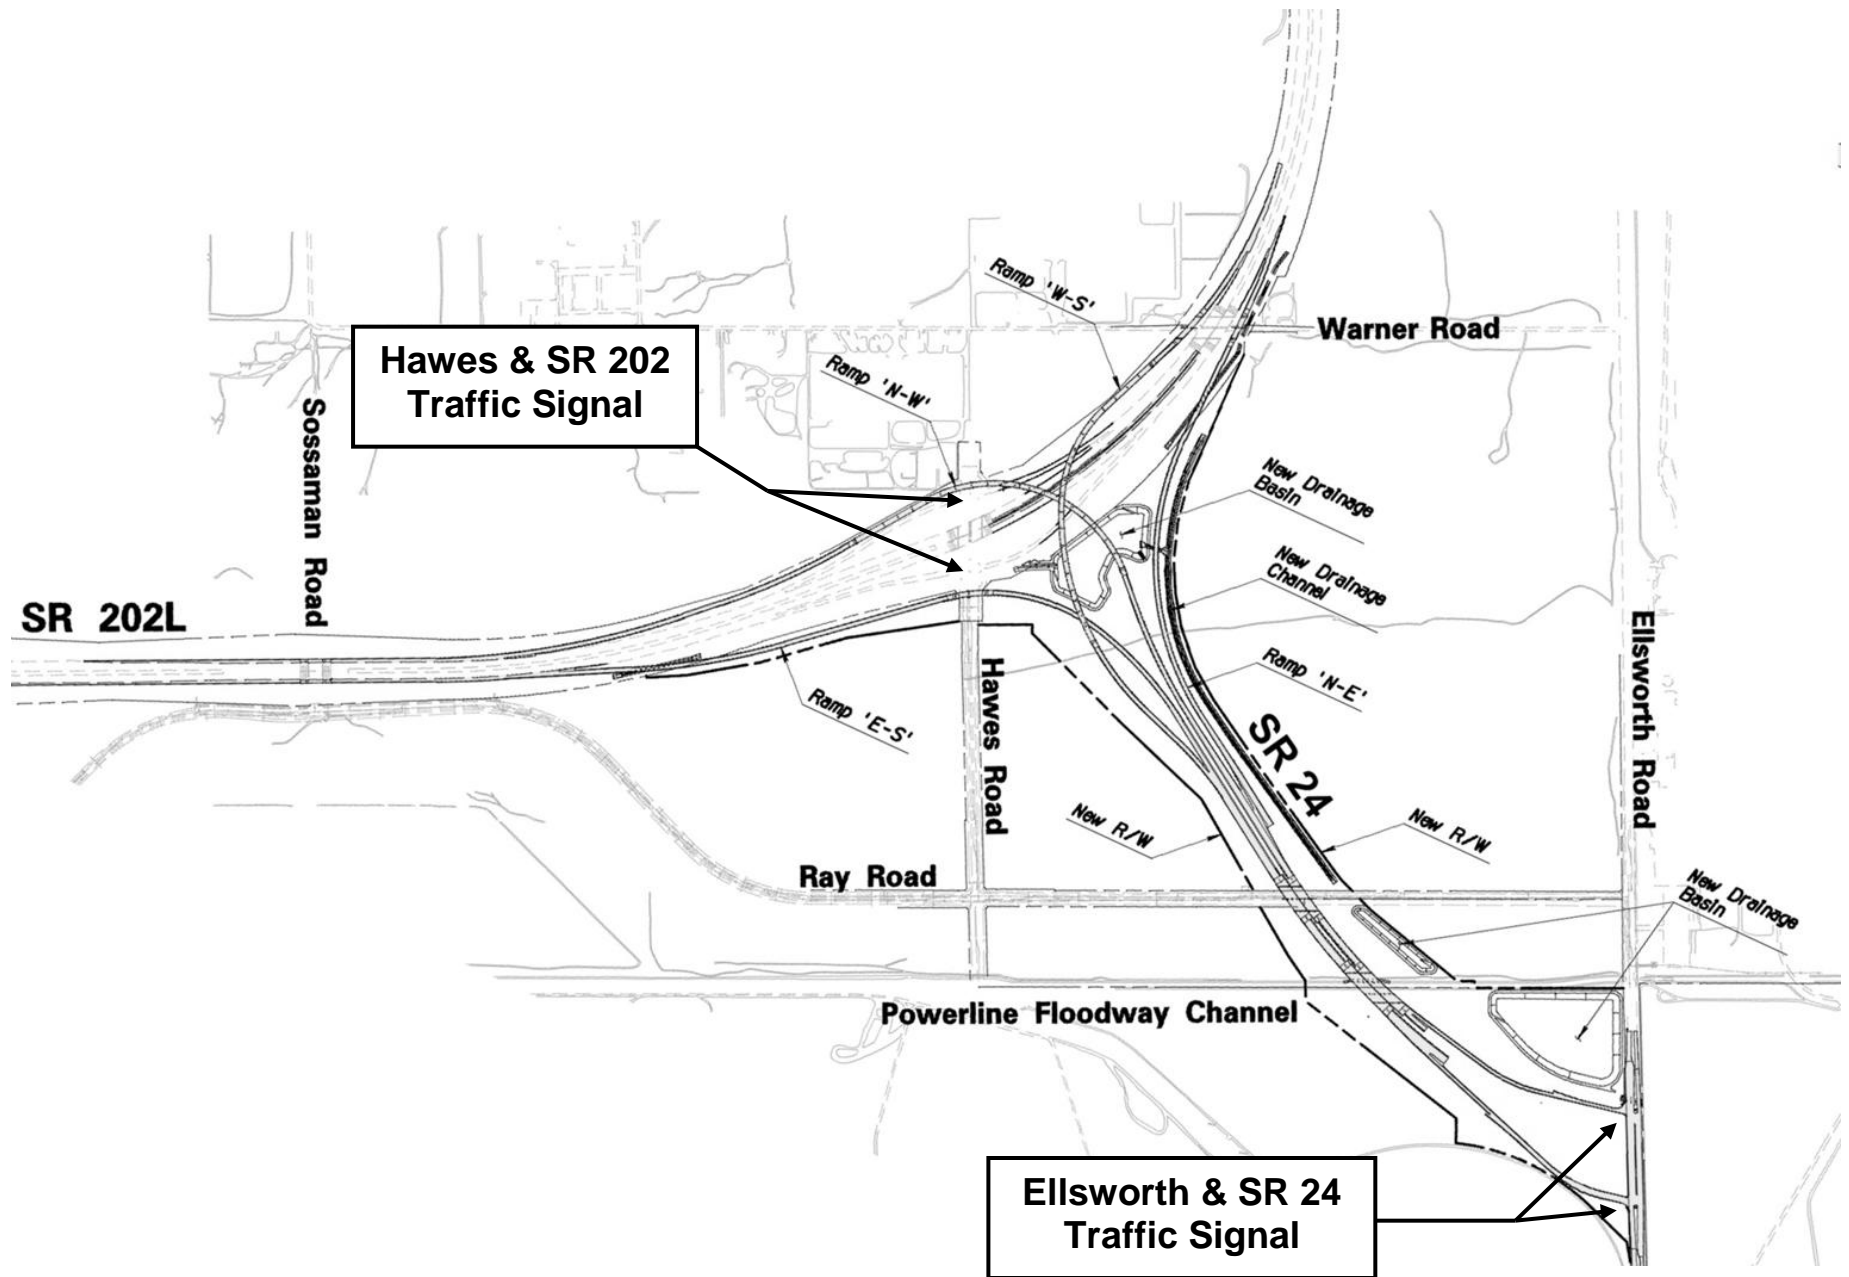 Ramp 'W-S'
Warner Road
Hawes & SR 202
Traffic Signal
Ramp 'N-W'
Sossaman Road
New Drainage
Basin
New Drainage
Channel
SR 202L
Ellsworth Road
Hawes Road
Ramp 'N-E'
Ramp 'E-S'
SR 24
New R/W
New R/W
Ray Road
New Drainage
Basin
Powerline Floodway Channel
Ellsworth & SR 24
Traffic Signal